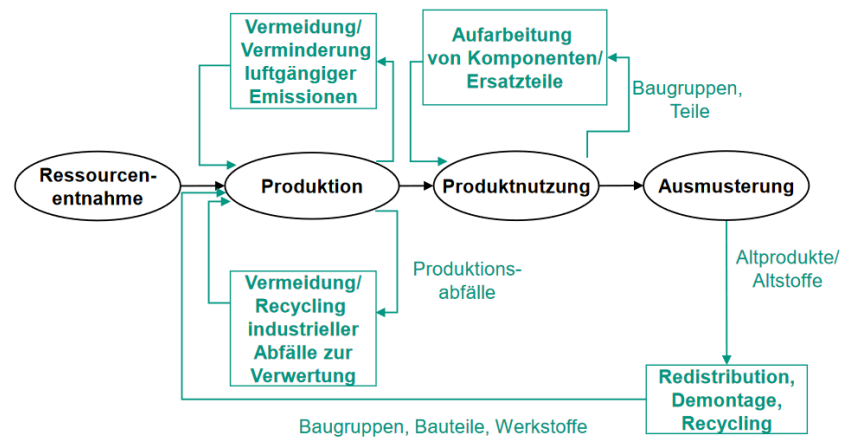 Vermeidung/
Verminderung
luftgängiger
Emissionen
Aufarbeitung
von Komponenten/
Ersatzteile
Baugruppen,
Teile
Ressourcen-
entnahme
Produktion
Produktnutzung
Ausmusterung
Produktions-
abfälle
Altprodukte/
Altstoffe
Vermeidung/
Recycling
industrieller
Abfälle zur
Verwertung
Redistribution,
Demontage,
Recycling
Baugruppen, Bauteile, Werkstoffe